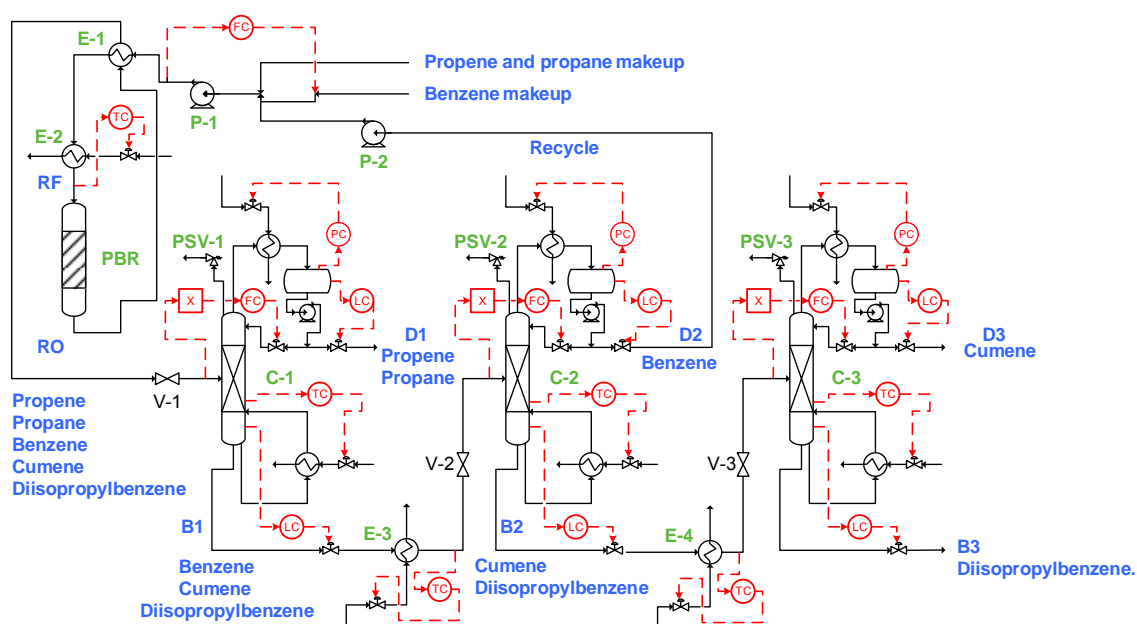 FC
E-1
Propene and propane makeup
Benzene makeup
P-1
TC
E-2
P-2
Recycle
RF
PSV-1
PC
PSV-2
PC
PSV-3
PC
PBR
X
FC
LC
X
FC
LC
X
FC
LC
RO
D1
Propene
Propane
D2
Benzene
D3
Cumene
V-1
C-1
TC
C-2
TC
C-3
TC
Propene
Propane
Benzene
Cumene
Diisopropylbenzene
V-2
V-3
B1
LC
E-3
B2
LC
E-4
LC
Benzene
Cumene
Diisopropylbenzene
TC
Cumene
Diisopropylbenzene
TC
B3
Diisopropylbenzene.